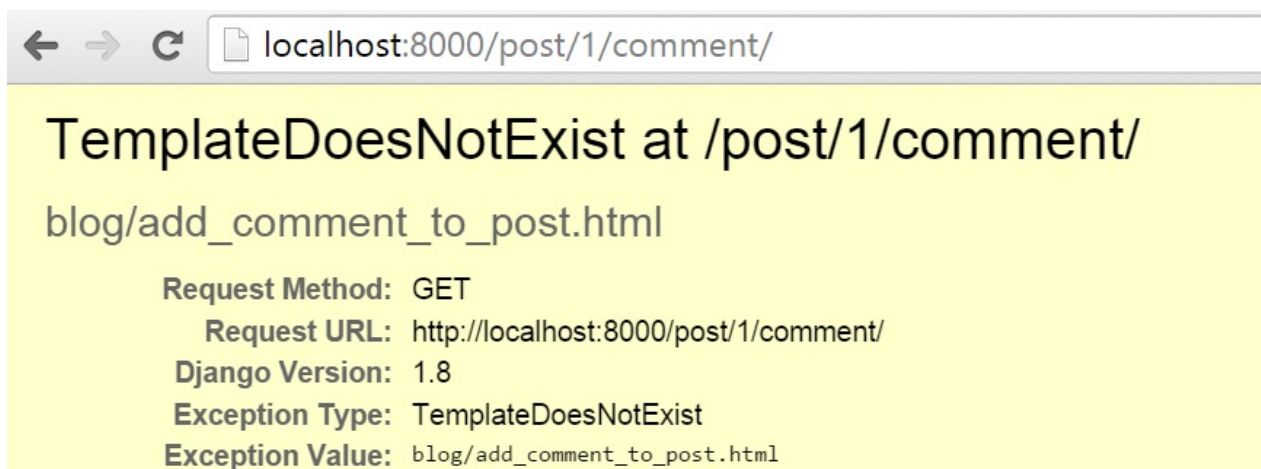 localhost:8000/post/1/comment/
TemplateDoesNotExist at /post/1/comment/
blog/add_comment_to_post.html
Request Method: GET
Request URL: http://localhost:8000/post/1/comment/
Django Version: 1.8
Exception Type: TemplateDoesNotExist
Exception Value: blog/add_comment_to_post.html